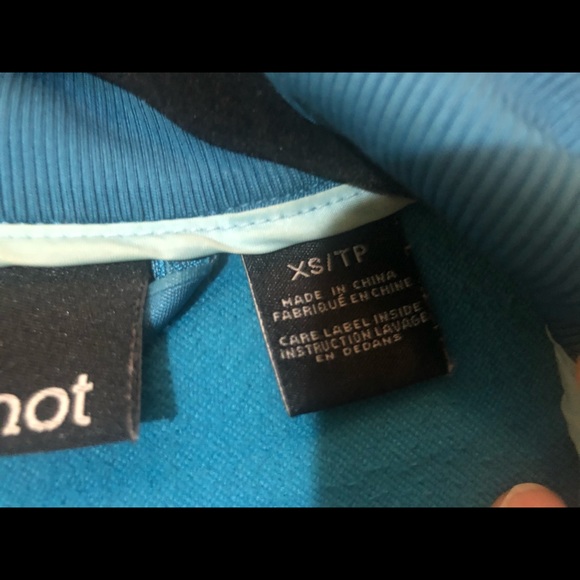 XS/TP
MADE IN CHINA
FABRIQUÉ EN CHINE
CARE LABEL INSIDE
INSTRUCTION LAVAGE
EN DEDANS
not